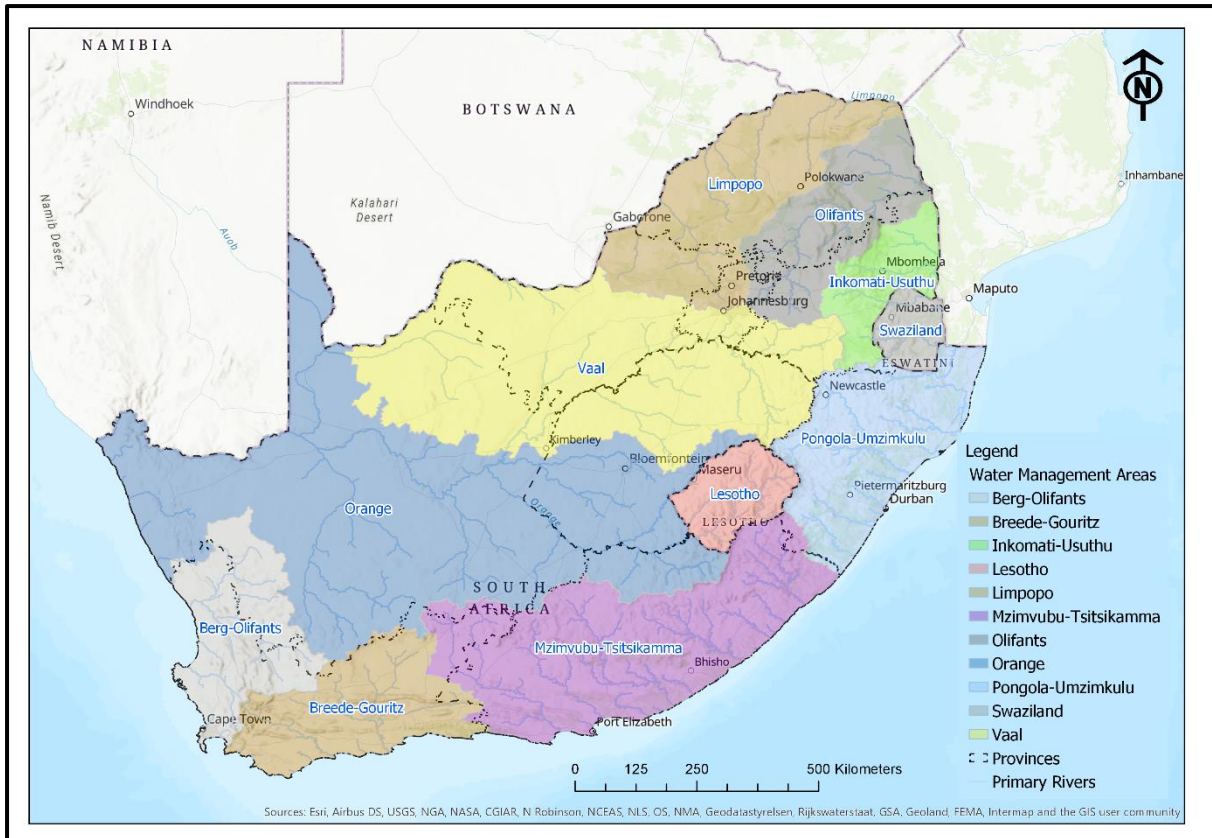 NAMIBIA
Windhoek
BOTSWANA
Limpopo
N
Inhambane
Namib Desert
Auob
Kalahari
Desert
Gaborone
Limpopo
Polokwane
Olifants
Pretoria
Johannesburg
Mbombela
Inkomati-Usuthu
Maputo
Mbabane
Swaziland
ESWATINI
Vaal
Newcastle
Kimberley
Bloemfontein
Pongola-Umzimkulu
Maseru
Lesotho
LESOTHO
Pietermaritzburg
Durban
Orange
Orange
SOUTH
AFRICA
Berg-Olifants
Mzimvubu-Tsitsikamma
Bhisho
Breede-Gouritz
Cape Town
Port Elizabeth
Legend
Water Management Areas
Berg-Olifants
Breede-Gouritz
Inkomati-Usuthu
Lesotho
Limpopo
Mzimvubu-Tsitsikamma
Olifants
Orange
Pongola-Umzimkulu
Swaziland
Vaal
Provinces
Primary Rivers
0 125 250 500 Kilometers
Sources: Esri, Airbus DS, USGS, NGA, NASA, CGIAR, N Robinson, NCEAS, NLS, OS, NMA, Geodatastyrelsen, Rijkswaterstaat, GSA, Geoland, FEMA, Intermap and the GIS user community